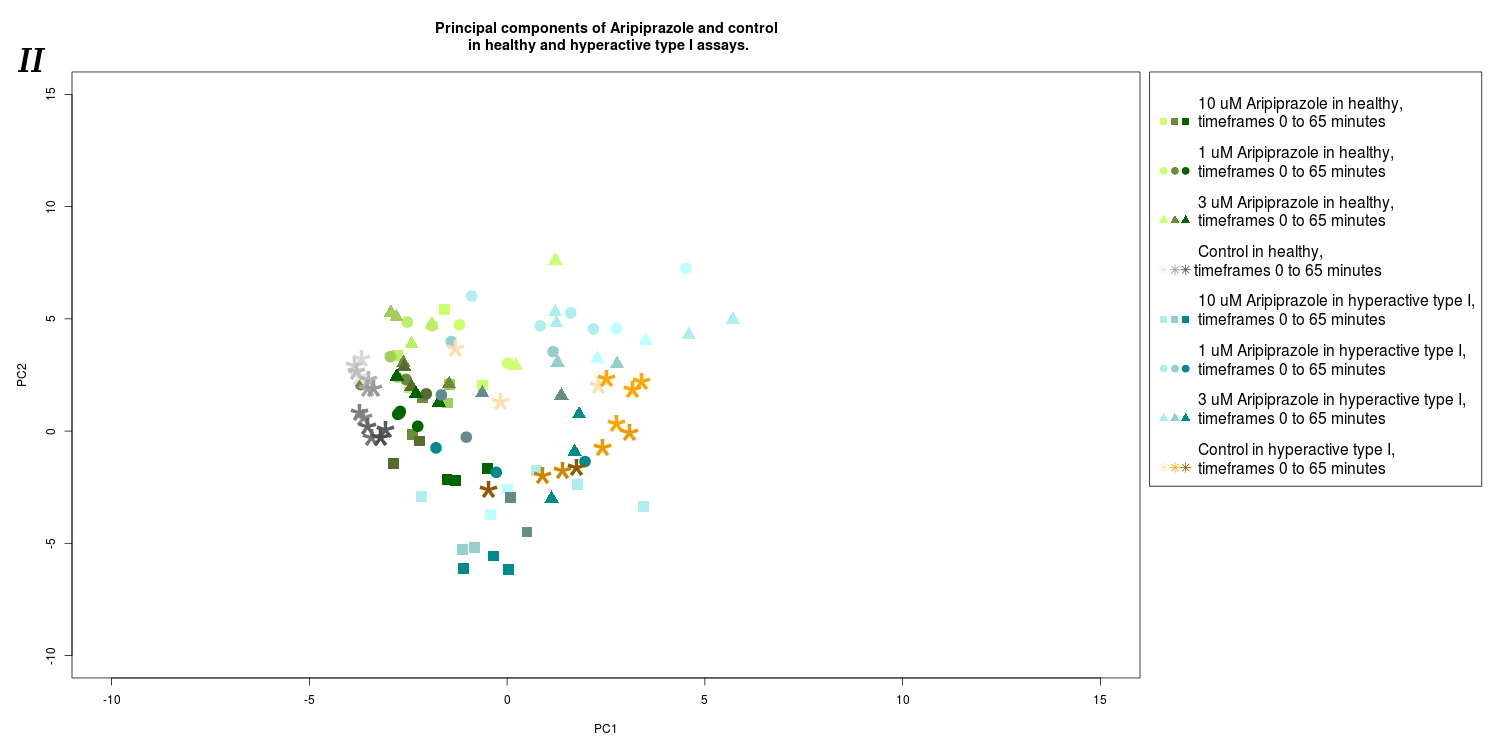 Principal components of Aripiprazole and control
in healthy and hyperactive type I assays.
II
15
10
5
0
-5
-10
PC2
-10
-5
0
5
10
15
PC1
10 uM Aripiprazole in healthy,
timeframes 0 to 65 minutes
1 uM Aripiprazole in healthy,
timeframes 0 to 65 minutes
3 uM Aripiprazole in healthy,
timeframes 0 to 65 minutes
Control in healthy,
timeframes 0 to 65 minutes
10 uM Aripiprazole in hyperactive type I,
timeframes 0 to 65 minutes
1 uM Aripiprazole in hyperactive type I,
timeframes 0 to 65 minutes
3 uM Aripiprazole in hyperactive type I,
timeframes 0 to 65 minutes
Control in hyperactive type I,
timeframes 0 to 65 minutes